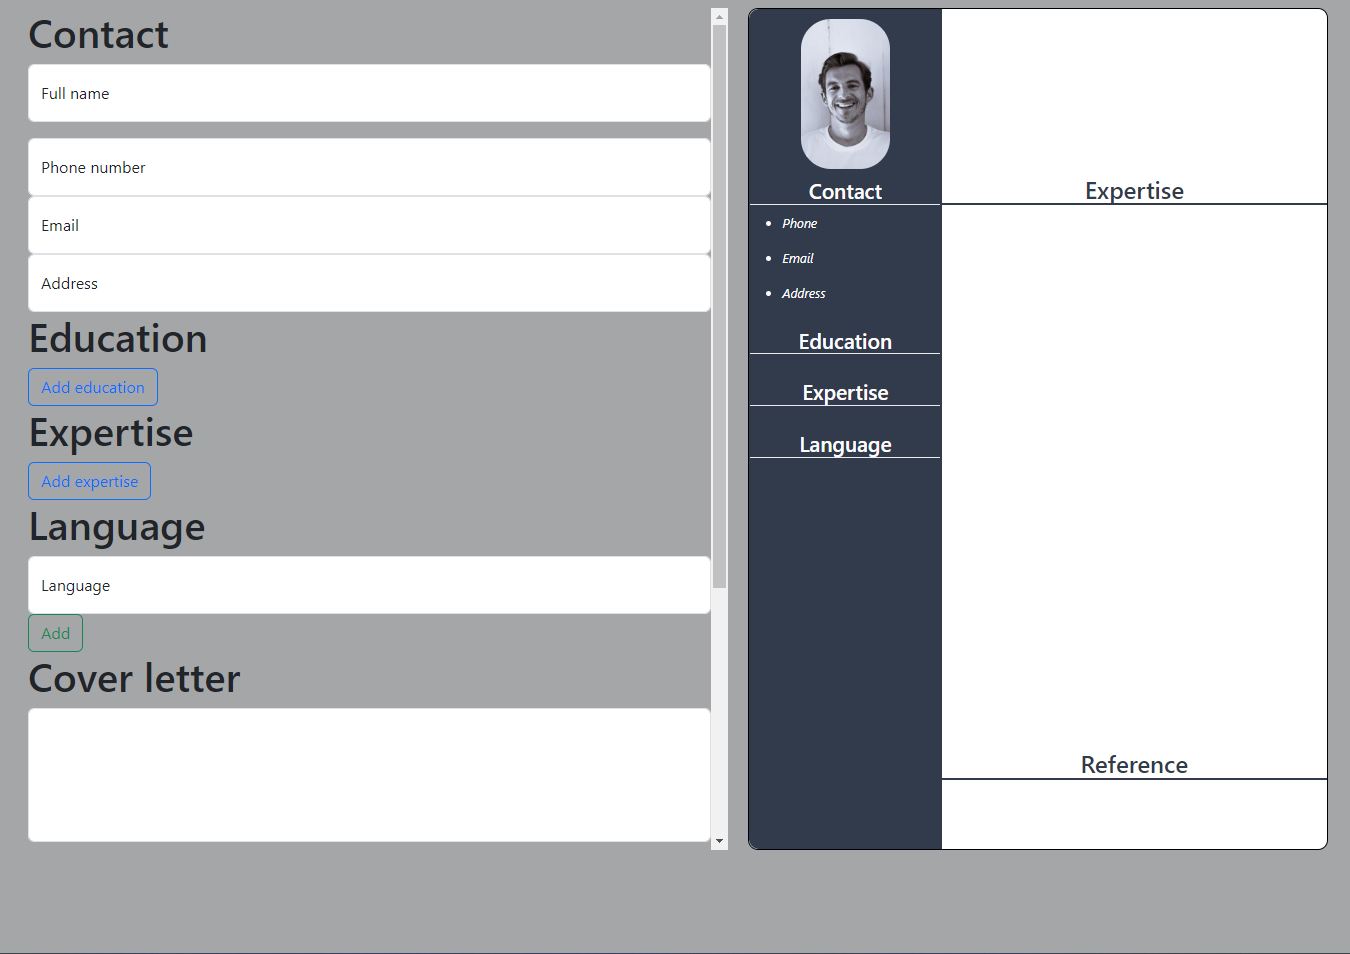 Contact
Full name
Phone number
Email
Address
Education
Add education
Expertise
Add expertise
Language
Language
Add
Cover letter
Contact
Phone
Email
Address
Education
Expertise
Language
Expertise
Reference